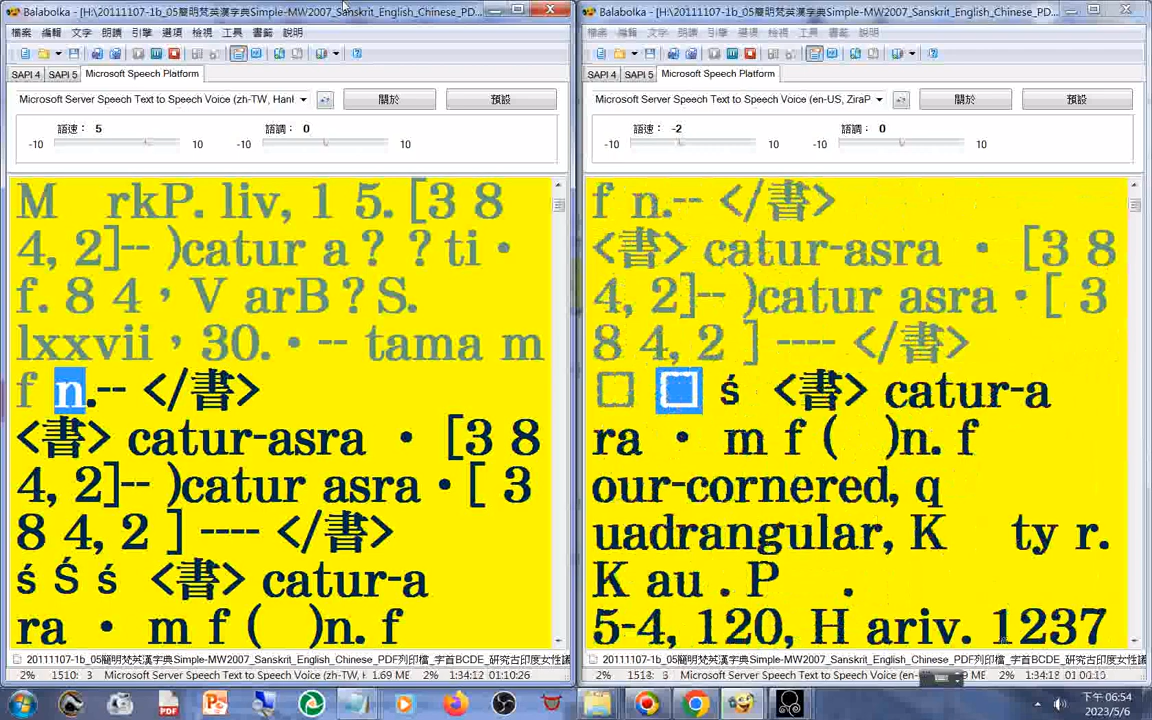 Balabolka - [H:\20111107-1b_05簡明梵英漢字典Simple-MW2007_Sanskrit_English_Chinese_PD...
檔案 編輯 文字 朗讀 引擎 選項 檢視 工具 書籤 說明
SAPI 4 SAPI 5 Microsoft Speech Platform
Microsoft Server Speech Text to Speech Voice (zh-TW, Hanl 關於 預設
語速： 5 語調： 0
-10 10 -10 10
M rkP. liv, 1 5. [3 8
4, 2]-- )catur a？ ？ti •
f. 8 4，V arB？S.
lxxvii，30. • -- tama m
f n.-- </書>
<書> catur-asra • [3 8
4, 2]-- )catur asra • [ 3
8 4, 2 ] ---- </書>
ś Ś ś <書> catur-a
ra • m f ( )n. f
20111107-1b_05簡明梵英漢字典Simple-MW2007_Sanskrit_English_Chinese_PDF列印檔_字首BCDE_研究古印度女性議
2% 1510: 3 Microsoft Server Speech Text to Speech Voice (zh-TW, H 1.69 ME 2% 1:34:12 01:10:26
Balabolka - [H:\20111107-1b_05簡明梵英漢字典Simple-MW2007_Sanskrit_English_Chinese_PD...
檔案 編輯 文字 朗讀 引擎 選項 檢視 工具 書籤 說明
SAPI 4 SAPI 5 Microsoft Speech Platform
Microsoft Server Speech Text to Speech Voice (en-US, ZiraP 關於 預設
語速： -2 語調： 0
-10 10 -10 10
f n.-- </書>
<書> catur-asra • [3 8
4, 2]-- )catur asra • [ 3
8 4, 2 ] ---- </書>
□ □ ś <書> catur-a
ra • m f ( )n. f
our-cornered, q
uadrangular, K ty r.
K au . P .
5-4, 120, H ariv. 1237
20111107-1b_05簡明梵英漢字典Simple-MW2007_Sanskrit_English_Chinese_PDF列印檔_字首BCDE_研究古印度女性議
2% 1518: 3 Microsoft Server Speech Text to Speech Voice ME 2% 1:34:18
下午 06:54
2023/5/6